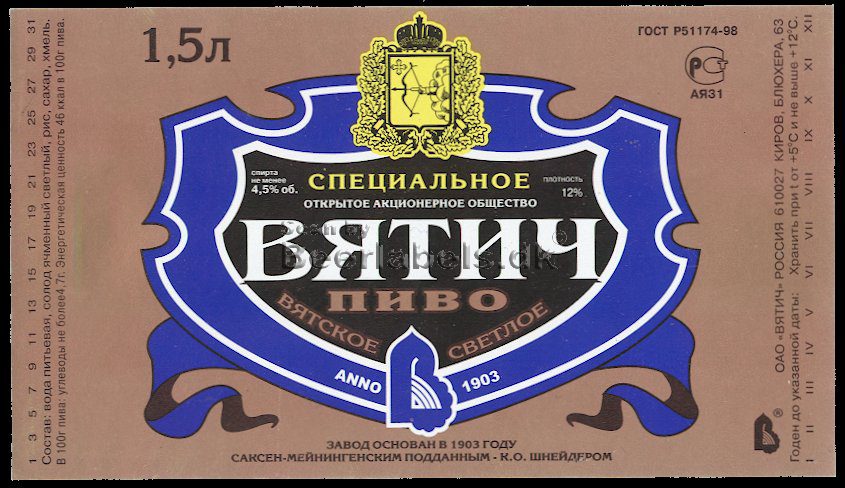 1,5л
ГОСТ Р51174-98
АЯ31
спирта
не менее
4,5% об.
СПЕЦИАЛЬНОЕ
плотность
12%
ОТКРЫТОЕ АКЦИОНЕРНОЕ ОБЩЕСТВО
Scan by
Beerlabels.dk
ВЯТИЧ
ПИВО
ВЯТСКОЕ СВЕТЛОЕ
ANNO 1903
ЗАВОД ОСНОВАН В 1903 ГОДУ
САКСЕН-МЕЙНИНГЕНСКИМ ПОДДАННЫМ - К.О. ШНЕЙДЕРОМ
1 3 5 7 9 11 13 15 17 19 21 23 25 27 29 31
Состав: вода питьевая, солод ячменный светлый, рис, сахар, хмель.
В 100г пива: углеводы не более4,7г. Энергетическая ценность 46 ккал в 100г пива.
® ОАО «ВЯТИЧ» РОССИЯ 610027 КИРОВ, БЛЮХЕРА, 63
Годен до указанной даты: Хранить при t от +5°С и не выше +12°С.
I II III IV V VI VII VIII IX X XI XII